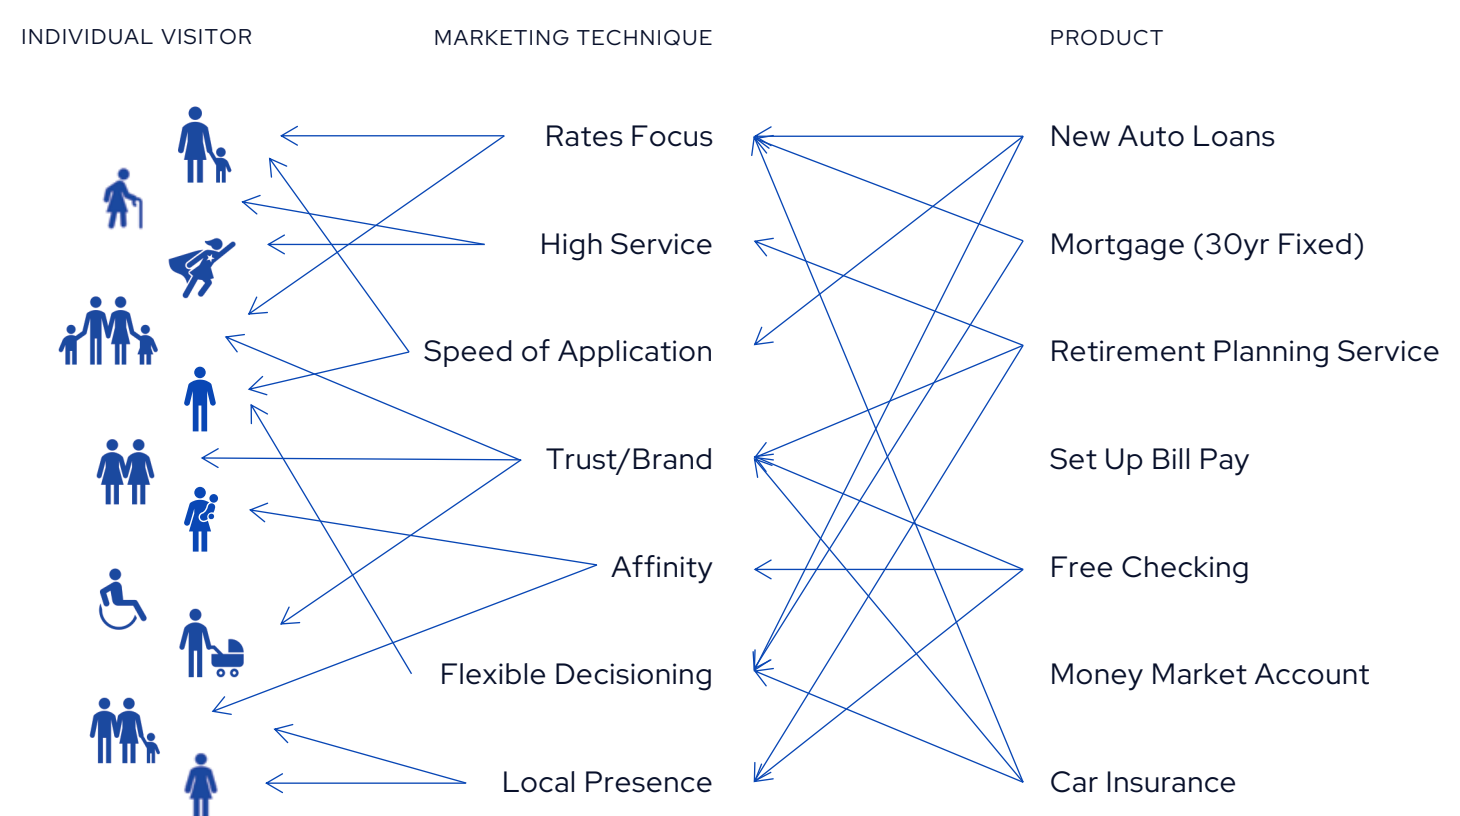 INDIVIDUAL VISITOR
MARKETING TECHNIQUE
PRODUCT
Rates Focus
New Auto Loans
High Service
Mortgage (30yr Fixed)
Speed of Application
Retirement Planning Service
Trust/Brand
Set Up Bill Pay
Affinity
Free Checking
Flexible Decisioning
Money Market Account
Local Presence
Car Insurance